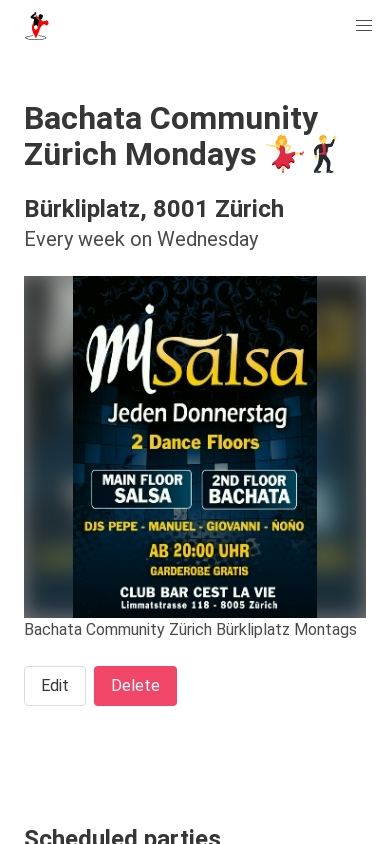 Bachata Community
Zürich Mondays 💃🕺
Bürkliplatz, 8001 Zürich
Every week on Wednesday
mi Salsa
Jeden Donnerstag
2 Dance Floors
MAIN FLOOR SALSA
2ND FLOOR BACHATA
DJS PEPE - MANUEL - GIOVANNI - ÑOÑO
AB 20:00 UHR
GARDEROBE GRATIS
CLUB BAR CEST LA VIE
Limmatstrasse 118 - 8005 Zürich
Bachata Community Zürich Bürkliplatz Montags
Edit
Delete
Scheduled parties